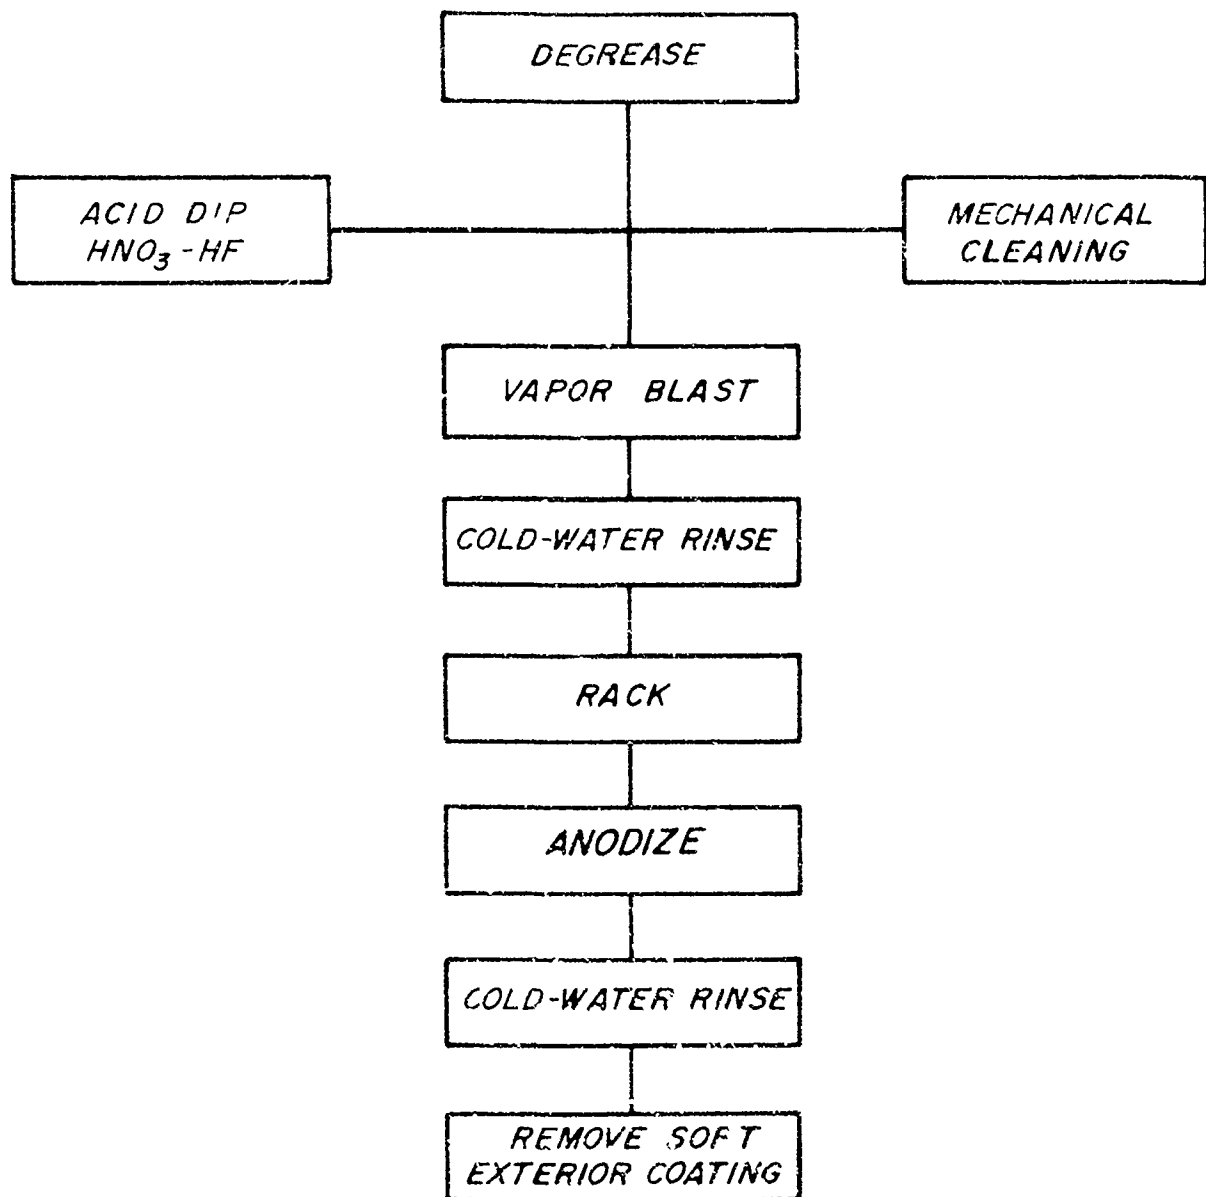 DEGREASE
ACID DIP
HNO₃-HF
MECHANICAL
CLEANING
VAPOR BLAST
COLD-WATER RINSE
RACK
ANODIZE
COLD-WATER RINSE
REMOVE SOFT
EXTERIOR COATING